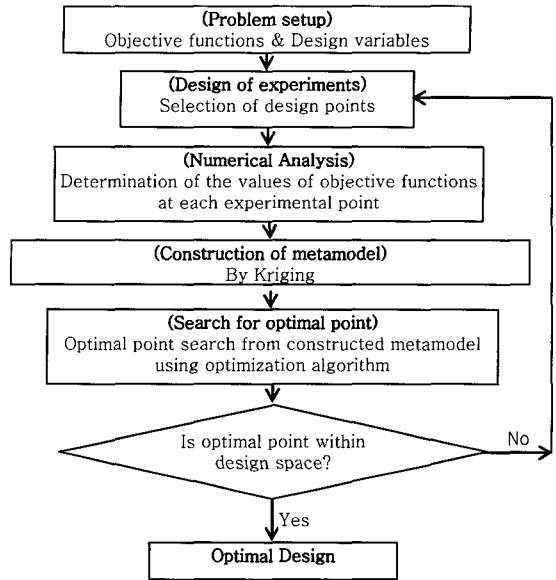 (Problem setup)
Objective functions & Design variables
(Design of experiments)
Selection of design points
(Numerical Analysis)
Determination of the values of objective functions
at each experimental point
(Construction of metamodel)
By Kriging
(Search for optimal point)
Optimal point search from constructed metamodel
using optimization algorithm
Is optimal point within
design space?
No
Yes
Optimal Design